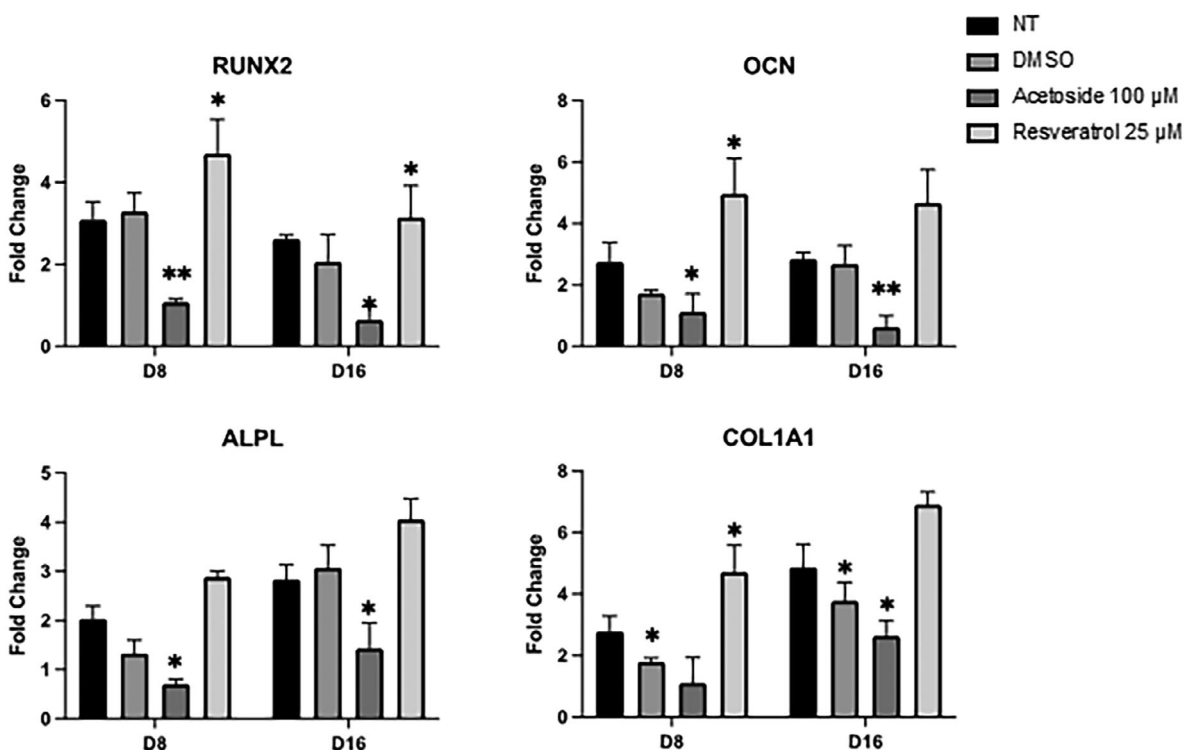 NT
DMSO
Acetoside 100 µM
Resveratrol 25 µM
RUNX2
Fold Change
6
4
2
0
*
**
*
*
D8 D16
OCN
Fold Change
8
6
4
2
0
*
*
**
D8 D16
ALPL
Fold Change
5
4
3
2
1
0
*
*
D8 D16
COL1A1
Fold Change
8
6
4
2
0
*
*
*
*
D8 D16